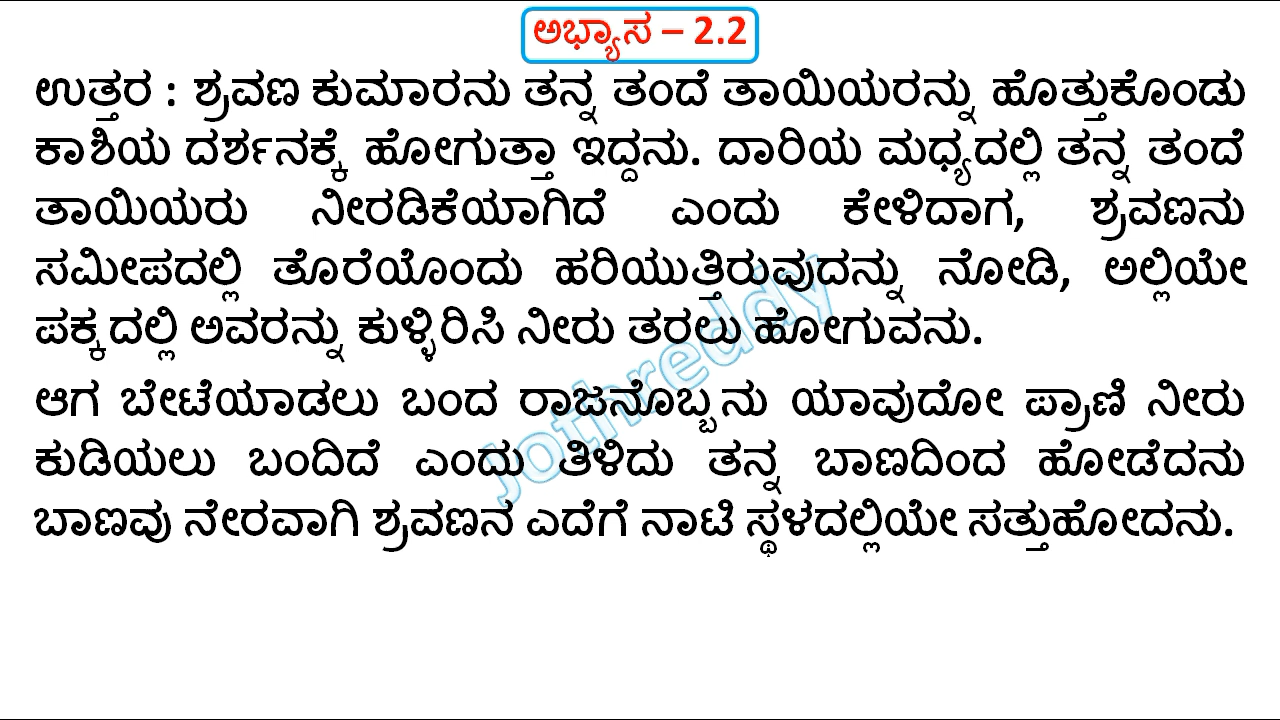 ಅಭ್ಯಾಸ – 2.2
ಉತ್ತರ : ಶ್ರವಣ ಕುಮಾರನು ತನ್ನ ತಂದೆ ತಾಯಿಯರನ್ನು ಹೊತ್ತುಕೊಂಡು
ಕಾಶಿಯ ದರ್ಶನಕ್ಕೆ ಹೋಗುತ್ತಾ ಇದ್ದನು. ದಾರಿಯ ಮಧ್ಯದಲ್ಲಿ ತನ್ನ ತಂದೆ
ತಾಯಿಯರು ನೀರಡಿಕೆಯಾಗಿದೆ ಎಂದು ಕೇಳಿದಾಗ, ಶ್ರವಣನು
ಸಮೀಪದಲ್ಲಿ ತೊರೆಯೊಂದು ಹರಿಯುತ್ತಿರುವುದನ್ನು ನೋಡಿ, ಅಲ್ಲಿಯೇ
ಪಕ್ಕದಲ್ಲಿ ಅವರನ್ನು ಕುಳ್ಳಿರಿಸಿ ನೀರು ತರಲು ಹೋಗುವನು.
ಆಗ ಬೇಟೆಯಾಡಲು ಬಂದ ರಾಜನೊಬ್ಬನು ಯಾವುದೋ ಪ್ರಾಣಿ ನೀರು
ಕುಡಿಯಲು ಬಂದಿದೆ ಎಂದು ತಿಳಿದು ತನ್ನ ಬಾಣದಿಂದ ಹೋಡೆದನು
ಬಾಣವು ನೇರವಾಗಿ ಶ್ರವಣನ ಎದೆಗೆ ನಾಟಿ ಸ್ಥಳದಲ್ಲಿಯೇ ಸತ್ತುಹೋದನು.
Jothreddy